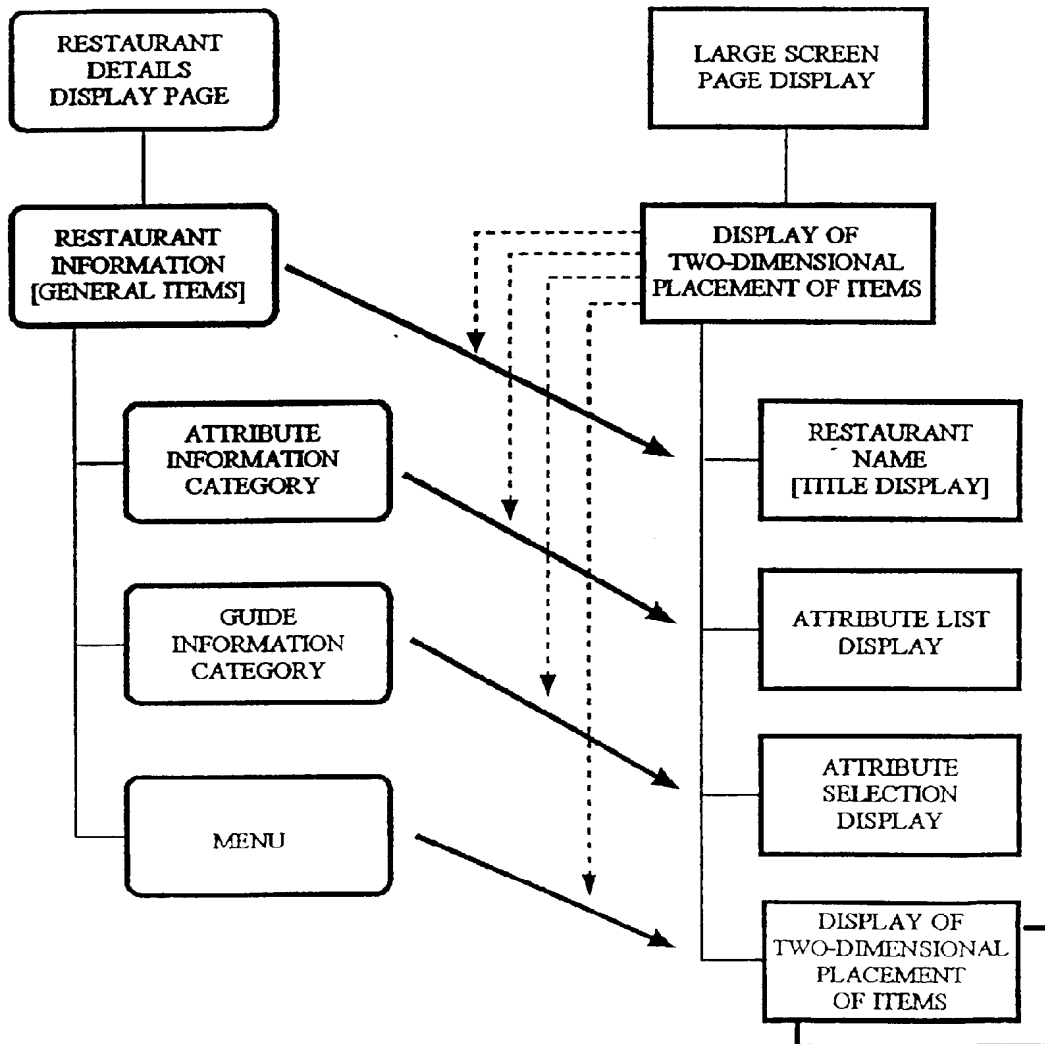 RESTAURANT
DETAILS
DISPLAY PAGE
LARGE SCREEN
PAGE DISPLAY
RESTAURANT
INFORMATION
[GENERAL ITEMS]
DISPLAY OF
TWO-DIMENSIONAL
PLACEMENT OF ITEMS
ATTRIBUTE
INFORMATION
CATEGORY
RESTAURANT
NAME
[TITLE DISPLAY]
GUIDE
INFORMATION
CATEGORY
ATTRIBUTE LIST
DISPLAY
MENU
ATTRIBUTE
SELECTION
DISPLAY
DISPLAY OF
TWO-DIMENSIONAL
PLACEMENT
OF ITEMS